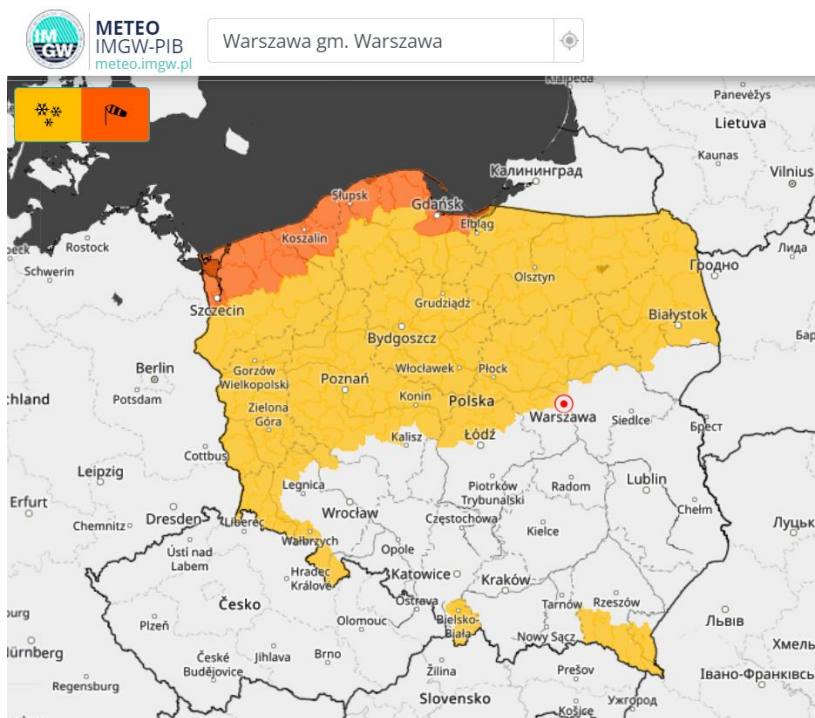 IM
GW
METEO
IMGW-PIB
meteo.imgw.pl
Warszawa gm. Warszawa
Klaipėda
Panevėžys
Lietuva
Kaunas
Vilnius
Калининград
Słupsk
Gdańsk
Elbląg
Koszalin
Rostock
Schwerin
Лида
Гродно
Olsztyn
Szczecin
Grudziądz
Białystok
Bydgoszcz
Berlin
Potsdam
Gorzów
Wielkopolski
Włocławek
Płock
Poznań
Konin
Polska
Warszawa
Siedlce
Брест
chland
Zielona
Góra
Kalisz
Łódź
Cottbus
Leipzig
Legnica
Piotrków
Trybunalski
Radom
Lublin
Erfurt
Chemnitz
Dresden
Wrocław
Częstochowa
Kielce
Chełm
Луцьк
Liberec
Wałbrzych
Ústí nad
Labem
Opole
Hradec
Králové
Katowice
Kraków
Česko
Ostrava
Tarnów
Rzeszów
Львів
Plzeň
Olomouc
Bielsko-
Biała
Nowy Sącz
Хмель
České
Budějovice
Jihlava
Brno
Žilina
Prešov
Івано-Франківсь
Regensburg
Slovensko
Košice
Ужгород